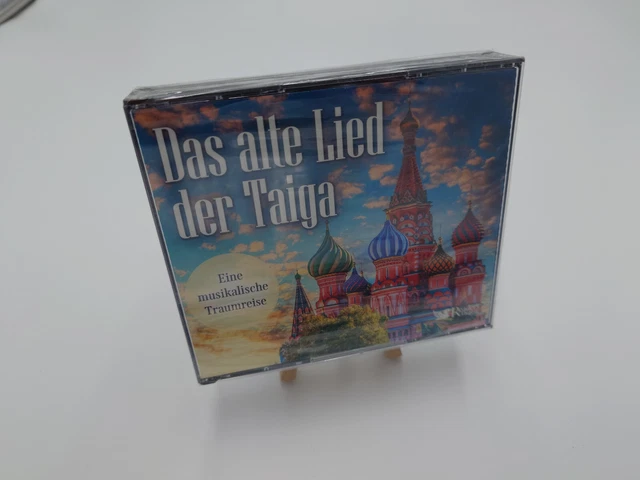 Das alte Lied
der Taiga
Eine
musikalische
Traumreise